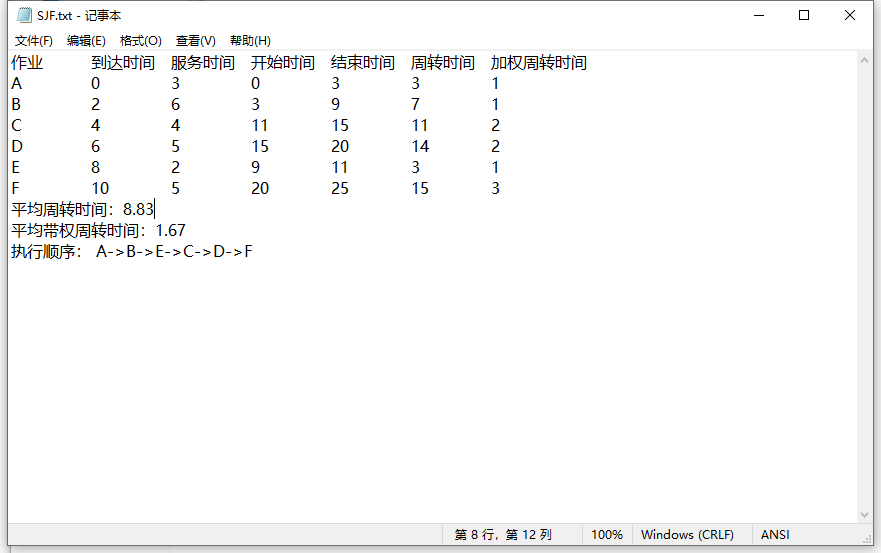 SJF.txt - 记事本
文件(F) 编辑(E) 格式(O) 查看(V) 帮助(H)
作业 到达时间 服务时间 开始时间 结束时间 周转时间 加权周转时间
A 0 3 0 3 3 1
B 2 6 3 9 7 1
C 4 4 11 15 11 2
D 6 5 15 20 14 2
E 8 2 9 11 3 1
F 10 5 20 25 15 3
平均周转时间：8.83
平均带权周转时间：1.67
执行顺序： A->B->E->C->D->F
第 8 行，第 12 列 100% Windows (CRLF) ANSI